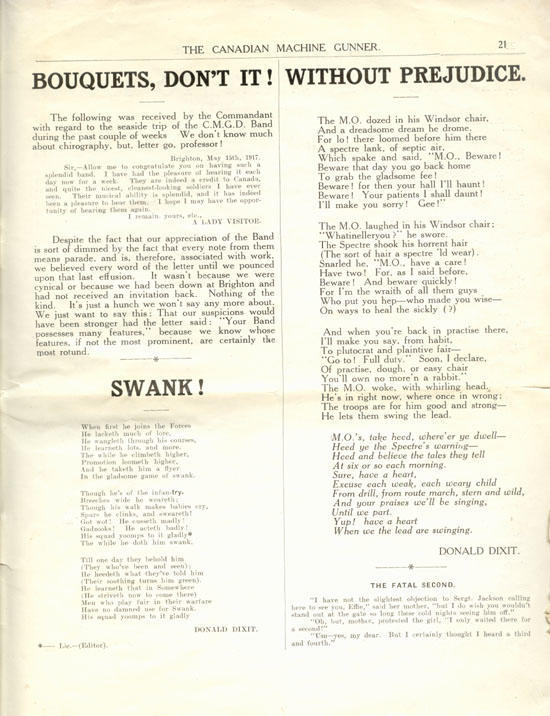 THE CANADIAN MACHINE GUNNER.
21
BOUQUETS, DON'T IT!
The following was received by the Commandant
with regard to the seaside trip of the C.M.G.D. Band
during the past couple of weeks We don't know much
about chirography, but, letter go, professor!
Brighton, May 15th, 1917.
Sir,—Allow me to congratulate you on having such a
splendid band. I have had the pleasure of hearing it each
day now for a week. They are indeed a credit to Canada,
and quite the nicest, cleanest-looking soldiers I have ever
seen. Their musical ability is splendid, and it has indeed
been a pleasure to hear them. I hope I may have the oppor-
tunity of hearing them again.
I remain yours, etc.,
A LADY VISITOR.
Despite the fact that our appreciation of the Band
is sort of dimmed by the fact that every note from them
means parade, and is, therefore, associated with work,
we believed every word of the letter until we pounced
upon that last effusion. It wasn't because we were
cynical or because we had been down at Brighton and
had not received an invitation back. Nothing of the
kind. It's just a hunch we won't say any more about.
We just want to say this: That our suspicions would
have been stronger had the letter said: "Your Band
possesses many features," because we know whose
features, if not the most prominent, are certainly the
most rotund.
SWANK!
When first he joins the Forces
He lacketh much of lore,
He wangleth through his courses,
He learneth lots, and more.
The while he climbeth higher,
Promotion loometh higher,
And he taketh him a flyer
In the gladsome game of swank.
Though he's of the infan-try,
Breeches wide he weareth;
Though his walk makes babies cry,
Spurs he clinks, and sweareth!
Got wot! He cusseth madly!
Gadzooks! He acteth badly!
His squad yoomps to it gladly*
The while he doth him swank.
Till one day they behold him
(They who've been and seen);
He heedeth what they've told him
(Their soothing turns him green).
He learneth that in Somewhere
(He striveth now to come there)
Men who play fair in their warfare
Have no damned use for Swank.
His squad yoomps to it gladly
DONALD DIXIT.
*— Lie.—(Editor).
WITHOUT PREJUDICE.
The M.O. dozed in his Windsor chair,
And a dreadsome dream he drome.
For lo! there loomed before him there
A spectre lank, of septic air,
Which spake and said, "M.O., Beware!
Beware that day you go back home
To grab the gladsome fee!
Beware! for then your hall I'll haunt!
Beware! Your patients I shall daunt!
I'll make you sorry! Gee!"
The M.O. laughed in his Windsor chair;
"Whatinelleryou?" he swore.
The Spectre shook his horrent hair
(The sort of hair a spectre 'ld wear).
Snarled he, "M.O., have a care!
Have two! For, as I said before,
Beware! And beware quickly!
For I'm the wraith of all them guys
Who put you hep—who made you wise—
On ways to heal the sickly (?)
And when you're back in practise there,
I'll make you say, from habit,
To plutocrat and plaintive fair—
"Go to! Full duty." Soon, I declare,
Of practise, dough, or easy chair
You'll own no more'n a rabbit."
The M.O. woke, with whirling head,
He's in right now, where once in wrong;
The troops are for him good and strong—
He lets them swing the lead.
M.O.'s, take heed, where'er ye dwell—
Heed ye the Spectre's warning—
Heed and believe the tales they tell
At six or so each morning.
Sure, have a heart,
Excuse each weak, each weary child
From drill, from route march, stern and wild,
And your praises we'll be singing,
Until we part.
Yup! have a heart
When we the lead are swinging.
DONALD DIXIT.
THE FATAL SECOND.
"I have not the slightest objection to Sergt. Jackson calling
here to see you, Effie," said her mother, "but I do wish you wouldn't
stand out at the gate so long these cold nights seeing him off."
"Oh, but, mother, protested the girl, "I only waited there for
a second!"
"Um—yes, my dear. But I certainly thought I heard a third
and fourth."